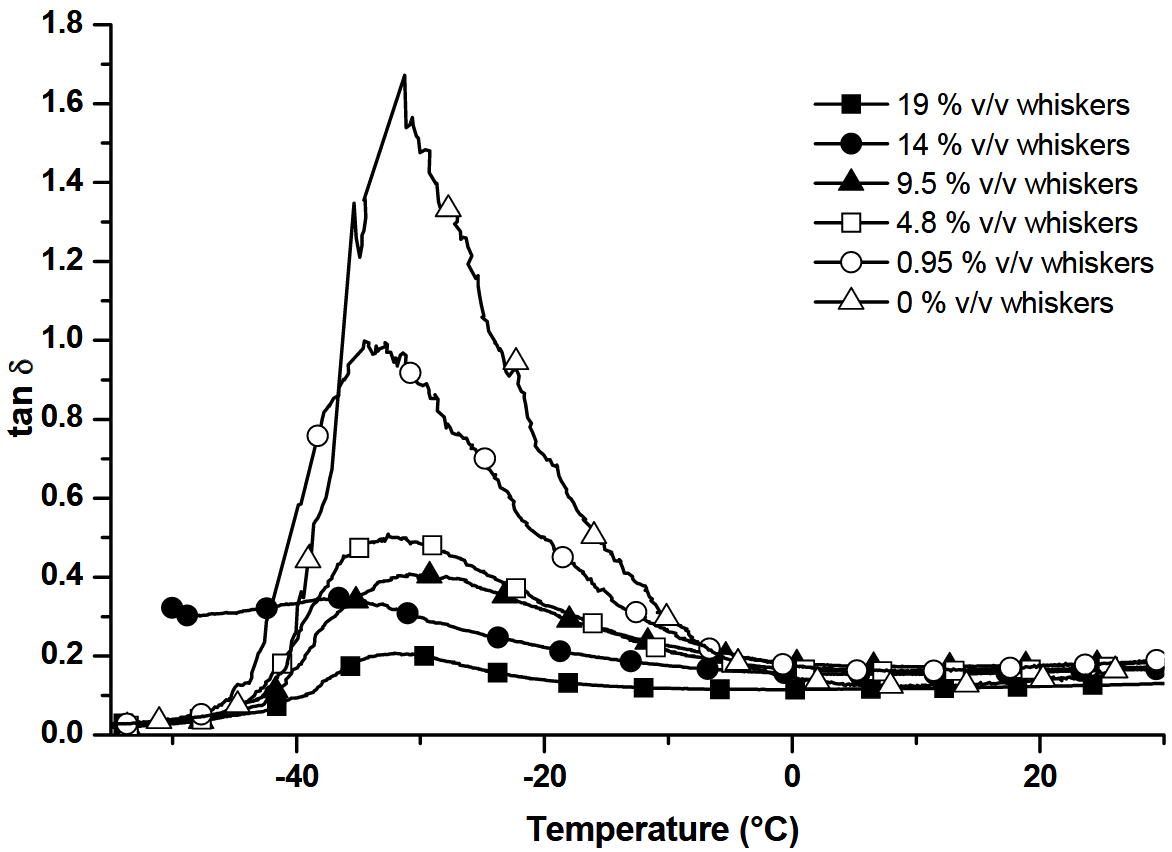 1.8
1.6
1.4
1.2
1.0
0.8
0.6
0.4
0.2
0.0
tan δ
19 % v/v whiskers
14 % v/v whiskers
9.5 % v/v whiskers
4.8 % v/v whiskers
0.95 % v/v whiskers
0 % v/v whiskers
-40 -20 0 20
Temperature (°C)